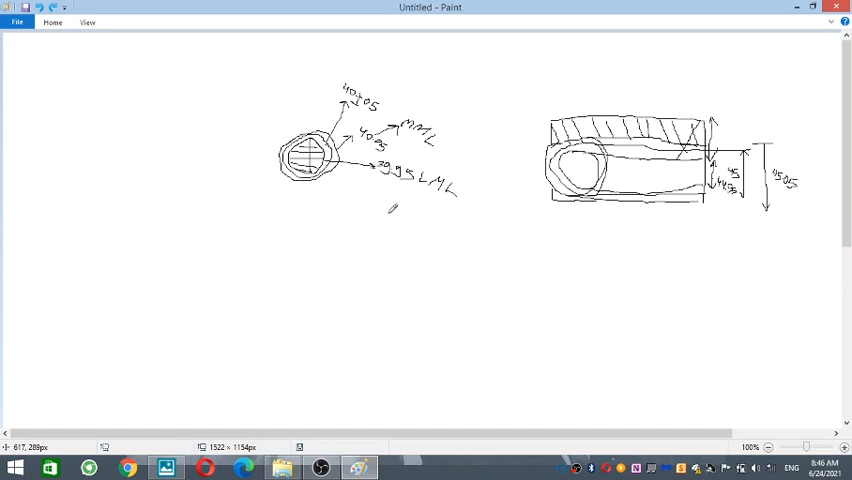 Untitled - Paint
File
Home
View
40+05
40.95
MML
39.95 LML
45
44.95
45.05
617, 289px
1522 × 1154px
100%
ENG
8:46 AM
6/24/2021